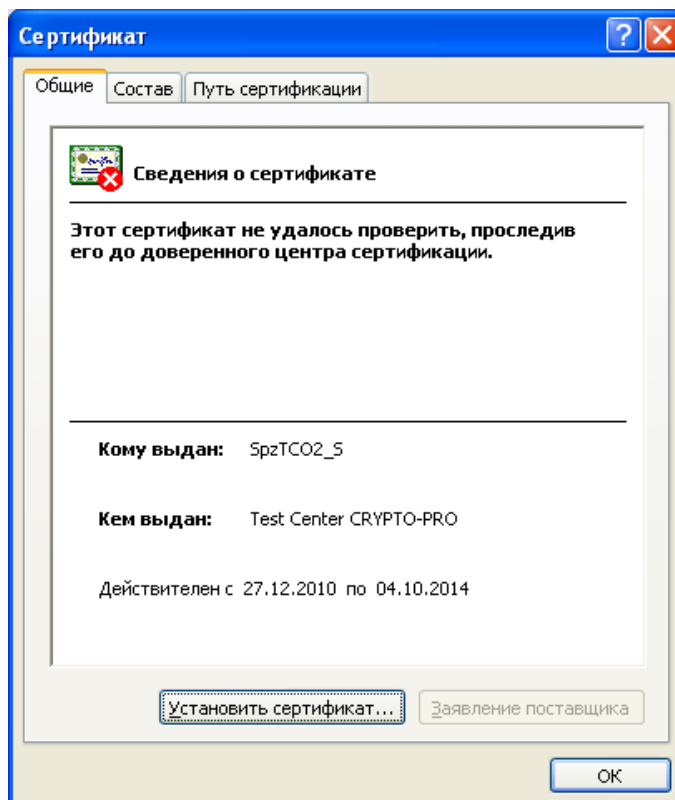 Сертификат
Общие Состав Путь сертификации
Сведения о сертификате
Этот сертификат не удалось проверить, проследив
его до доверенного центра сертификации.
Кому выдан: SpzTCO2_S
Кем выдан: Test Center CRYPTO-PRO
Действителен с 27.12.2010 по 04.10.2014
Установить сертификат... Заявление поставщика
ОК